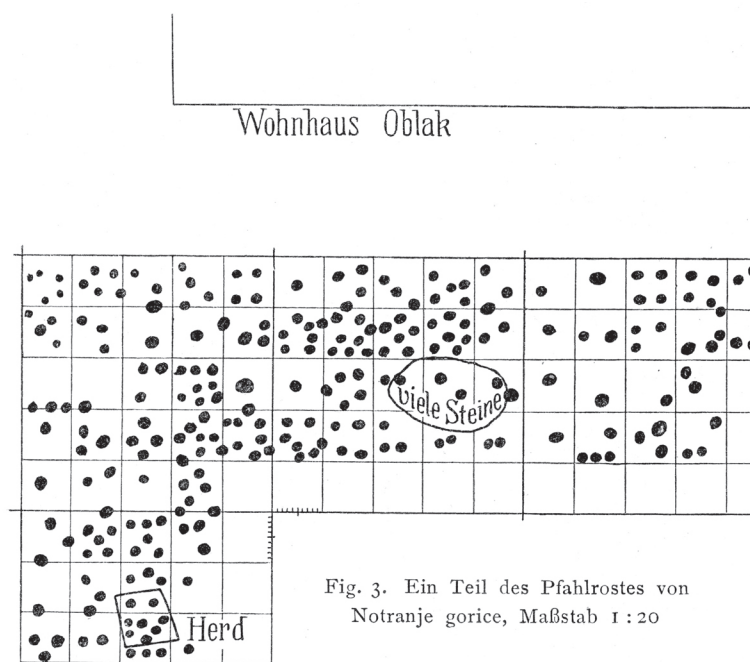 Wohnhaus Oblak
viele Steine
Fig. 3. Ein Teil des Pfahlrostes von
Notranje gorice, Maßstab 1 : 20
Herd